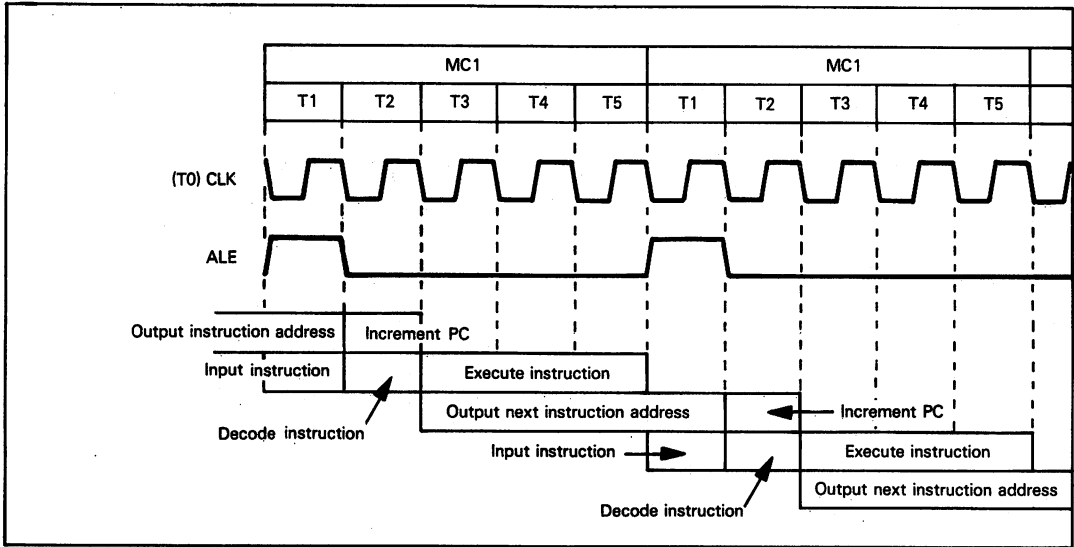 MC1 MC1
T1 T2 T3 T4 T5 T1 T2 T3 T4 T5
(T0) CLK
ALE
Output instruction address Increment PC
Input instruction Execute instruction
Output next instruction address Increment PC
Decode instruction
Input instruction Execute instruction
Output next instruction address
Decode instruction